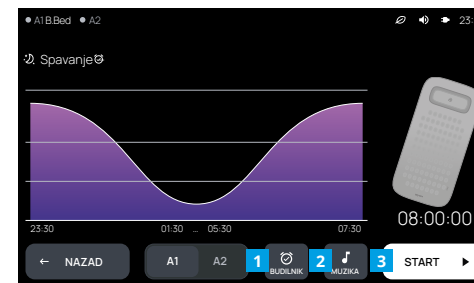 A1 B.Bed A2 23:
Spavanje
08:00:00
23:30 01:30 ... 05:30 07:30
← NAZAD A1 A2 1 BUDILNIK 2 MUZIKA 3 START